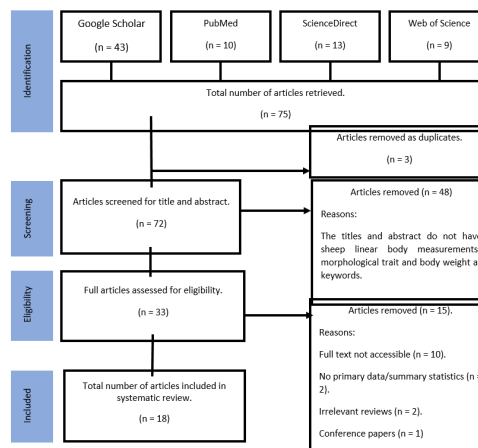 Identification
Google Scholar
(n = 43)
PubMed
(n = 10)
ScienceDirect
(n = 13)
Web of Science
(n = 9)
Total number of articles retrieved.
(n = 75)
Articles removed as duplicates.
(n = 3)
Screening
Articles screened for title and abstract.
(n = 72)
Articles removed (n = 48)
Reasons:
The titles and abstract do not have
sheep linear body measurements
morphological trait and body weight a
keywords.
Eligibility
Full articles assessed for eligibility.
(n = 33)
Articles removed (n = 15).
Reasons:
Full text not accessible (n = 10).
No primary data/summary statistics (n =
2).
Irrelevant reviews (n = 2).
Conference papers (n = 1)
Included
Total number of articles included in
systematic review.
(n = 18)